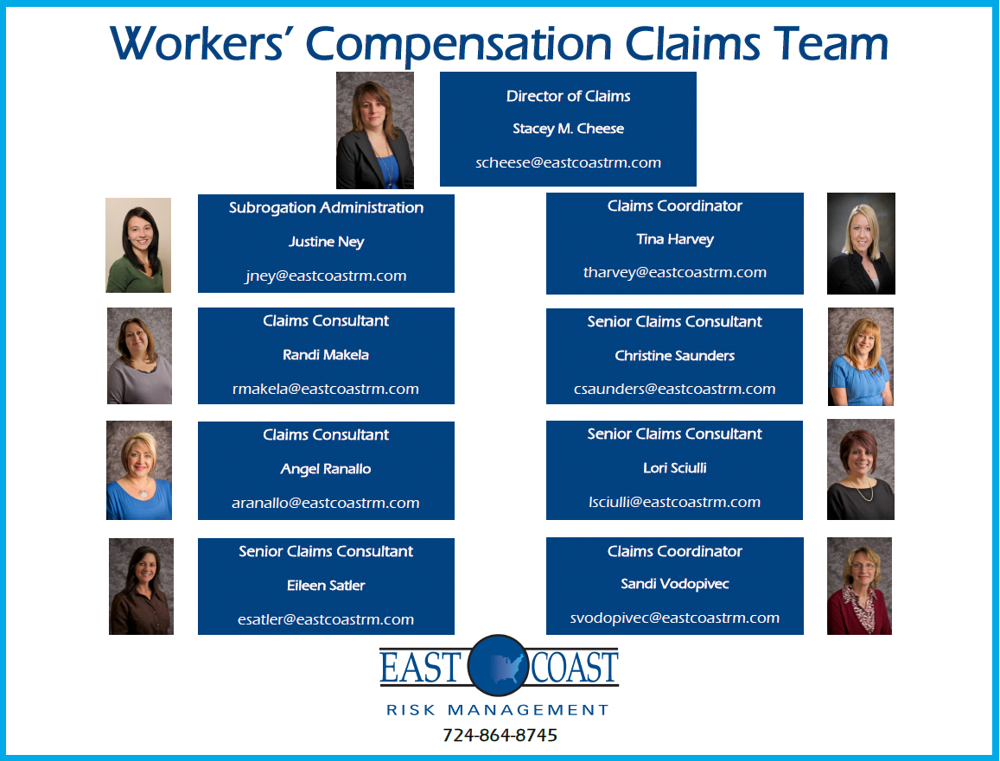 Workers’ Compensation Claims Team
Director of Claims
Stacey M. Cheese
scheese@eastcoastrm.com
Subrogation Administration
Justine Ney
jney@eastcoastrm.com
Claims Coordinator
Tina Harvey
tharvey@eastcoastrm.com
Claims Consultant
Randi Makela
rmakela@eastcoastrm.com
Senior Claims Consultant
Christine Saunders
csaunders@eastcoastrm.com
Claims Consultant
Angel Ranallo
aranallo@eastcoastrm.com
Senior Claims Consultant
Lori Sciulli
lsciulli@eastcoastrm.com
Senior Claims Consultant
Eileen Satler
esatler@eastcoastrm.com
Claims Coordinator
Sandi Vodopivec
svodopivec@eastcoastrm.com
EAST COAST
RISK MANAGEMENT
724-864-8745